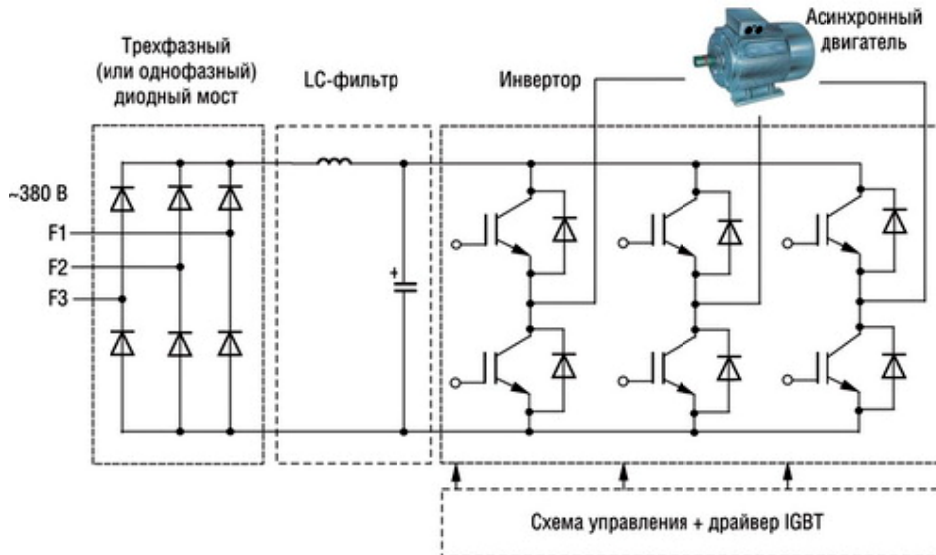 Трехфазный
(или однофазный)
диодный мост
LC-фильтр
Инвертор
Асинхронный
двигатель
~380 В
F1
F2
F3
+
Схема управления + драйвер IGBT